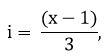 i = (x − 1)/3,